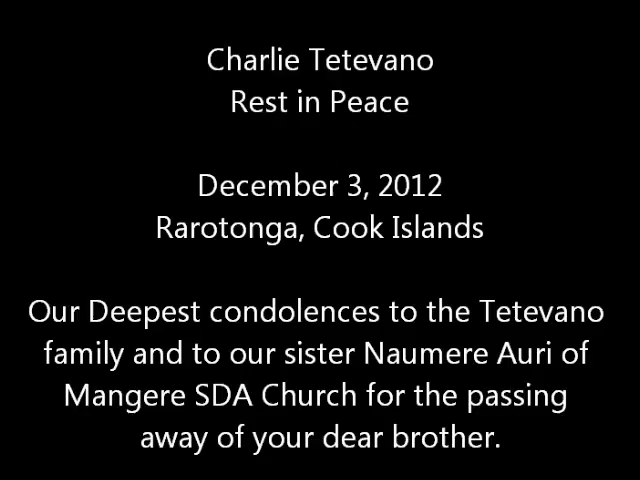 Charlie Tetevano
Rest in Peace
December 3, 2012
Rarotonga, Cook Islands
Our Deepest condolences to the Tetevano
family and to our sister Naumere Auri of
Mangere SDA Church for the passing
away of your dear brother.